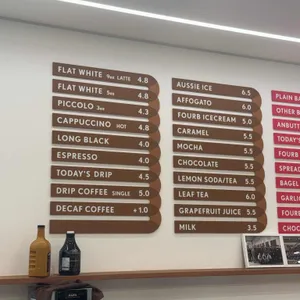 FLAT WHITE 9oz LATTE 4.8
FLAT WHITE 5oz 4.8
PICCOLO 3oz 4.3
CAPPUCCINO HOT 4.8
LONG BLACK 4.0
ESPRESSO 4.0
TODAY'S DRIP 4.5
DRIP COFFEE SINGLE 5.0
DECAF COFFEE +1.0
AUSSIE ICE 6.5
AFFOGATO 6.0
FOURB ICECREAM 5.0
CARAMEL 5.5
MOCHA 5.5
CHOCOLATE 5.5
LEMON SODA/TEA 5.5
LEAF TEA 6.0
GRAPEFRUIT JUICE 5.5
MILK 3.5
PLAIN B
OTHER
ANBUT
TODAY'
FOURB
SPREA
BAGEL
GARLI
FOURB
CHOC